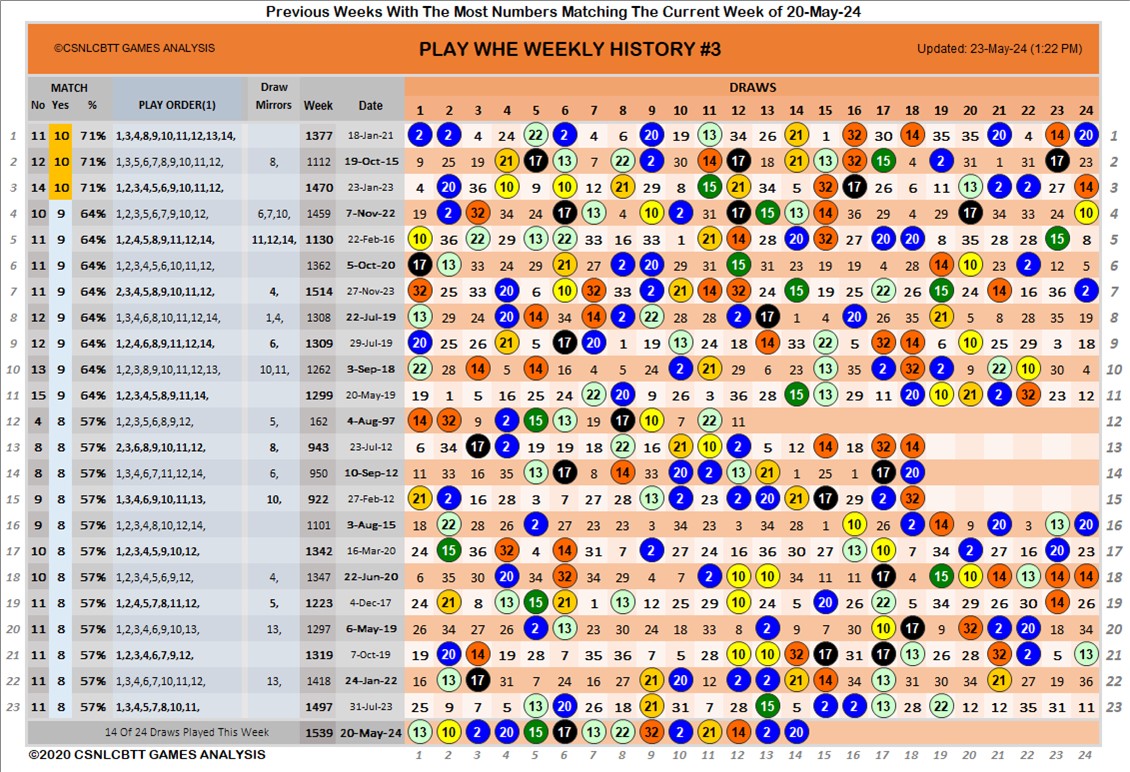 Previous Weeks With The Most Numbers Matching The Current Week of 20-May-24
©CSNLCBTT GAMES ANALYSIS PLAY WHE WEEKLY HISTORY #3 Updated: 23-May-24 (1:22 PM)
MATCH Draw DRAWS
No Yes % PLAY ORDER(1) Mirrors Week Date 1 2 3 4 5 6 7 8 9 10 11 12 13 14 15 16 17 18 19 20 21 22 23 24
1 11 10 71% 1,3,4,8,9,10,11,12,13,14, 1377 18-Jan-21 2 2 4 24 22 2 4 6 20 19 13 34 26 14 1 32 30 14 35 35 20 4 14 20 1
2 12 10 71% 1,3,5,6,7,8,9,10,11,12, 8, 1112 19-Oct-15 9 25 19 21 17 13 7 22 2 30 14 17 18 21 15 32 17 4 2 31 1 31 17 23 2
3 14 10 71% 1,2,3,4,5,6,9,10,11,12, 1470 23-Jan-23 4 20 36 10 9 10 12 21 29 8 15 21 34 5 32 17 26 6 11 13 2 2 27 14 3
4 10 9 64% 1,2,3,5,6,7,9,10,12, 6,7,10, 1459 7-Nov-22 19 2 32 34 24 17 13 4 10 2 31 17 13 13 14 36 29 4 29 17 34 33 24 10 4
5 11 9 64% 1,2,4,5,8,9,11,12,14, 11,12,14, 1130 22-Feb-16 10 36 22 29 13 22 33 16 33 1 21 14 28 20 32 27 20 20 8 35 28 28 15 8 5
6 11 9 64% 1,2,3,4,5,6,10,11,12, 1362 5-Oct-20 17 13 33 24 29 21 27 2 20 29 31 15 31 23 19 19 4 28 14 10 23 2 12 5 6
7 11 9 64% 2,3,4,5,8,9,10,11,12, 4, 1514 27-Nov-23 32 25 33 20 6 10 32 33 2 21 14 32 24 15 19 25 22 26 15 24 14 16 36 2 7
8 12 9 64% 1,3,4,6,8,10,11,12,14, 1,4, 1308 22-Jul-19 13 29 24 20 14 34 14 2 22 28 28 2 17 1 4 20 26 35 21 5 8 28 35 19 8
9 12 9 64% 1,2,4,6,8,9,11,12,14, 6, 1309 29-Jul-19 20 25 26 21 5 17 20 1 19 13 24 18 14 33 22 5 32 14 6 10 25 29 3 18 9
10 13 9 64% 1,2,3,8,9,10,11,12,13, 10,11, 1262 3-Sep-18 22 28 14 5 14 16 4 5 24 2 21 29 6 23 13 35 2 32 2 9 22 10 30 4 10
11 15 9 64% 1,2,3,4,5,8,9,11,14, 1299 20-May-19 19 1 5 16 25 24 22 20 9 26 3 36 28 15 13 29 11 20 10 21 2 32 23 12 11
12 4 8 57% 1,2,3,5,6,8,9,12, 5, 162 4-Aug-97 14 32 9 2 15 13 19 17 10 7 22 11 12
13 8 8 57% 2,3,6,8,9,10,11,12, 8, 943 23-Jul-12 6 34 17 2 19 19 18 22 16 21 10 2 5 12 14 18 32 14 13
14 8 8 57% 1,3,4,6,7,11,12,14, 6, 950 10-Sep-12 11 33 16 35 13 17 8 14 33 20 2 13 21 1 25 1 17 20 14
15 9 8 57% 1,3,4,6,9,10,11,13, 10, 922 27-Feb-12 21 2 16 28 3 7 27 28 13 2 23 2 20 21 17 29 2 32 15
16 9 8 57% 1,2,3,4,8,10,12,14, 1101 3-Aug-15 18 22 28 26 2 27 23 23 3 34 23 3 34 28 1 10 26 2 14 9 20 3 13 20 16
17 10 8 57% 1,2,3,4,5,9,10,12, 1342 16-Mar-20 24 15 36 32 4 14 31 7 2 27 24 16 36 30 27 13 10 7 34 2 27 16 20 23 17
18 10 8 57% 1,2,3,4,5,6,9,12, 4, 1347 22-Jun-20 6 35 30 20 34 32 34 29 4 7 2 10 10 34 11 11 17 4 15 10 14 13 14 14 18
19 11 8 57% 1,2,4,5,7,8,11,12, 5, 1223 4-Dec-17 24 21 8 13 15 21 1 13 12 25 29 10 24 5 20 16 22 5 34 29 26 30 14 26 19
20 11 8 57% 1,2,3,4,6,9,10,13, 13, 1297 6-May-19 26 34 27 26 2 13 23 30 24 18 33 8 2 9 7 30 10 17 9 32 2 20 18 34 20
21 11 8 57% 1,2,3,4,6,7,9,12, 1319 7-Oct-19 19 20 14 19 28 7 35 36 7 5 28 10 10 32 17 31 17 13 26 28 32 2 5 13 21
22 11 8 57% 1,3,4,6,7,10,11,12, 13, 1418 24-Jan-22 16 13 17 31 7 24 16 27 21 20 12 2 2 21 14 34 13 31 30 34 21 27 19 36 22
23 11 8 57% 1,3,4,5,7,8,10,11, 1497 31-Jul-23 25 9 7 5 13 20 26 18 21 31 7 28 15 5 2 2 13 28 22 12 12 35 31 11 23
14 Of 24 Draws Played This Week 1539 20-May-24 13 10 2 20 15 17 13 22 32 2 21 14 2 20
©2020 CSNLCBTT GAMES ANALYSIS 1 2 3 4 5 6 7 8 9 10 11 12 13 14 15 16 17 18 19 20 21 22 23 24